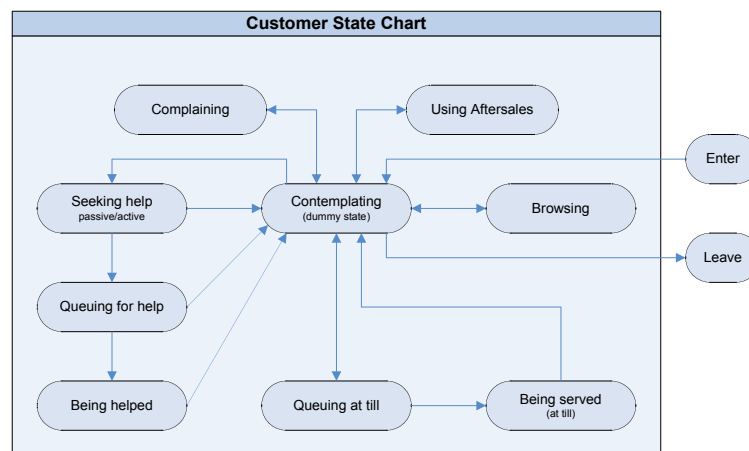 Customer State Chart
Complaining
Using Aftersales
Enter
Seeking help
passive/active
Contemplating
(dummy state)
Browsing
Leave
Queuing for help
Being helped
Queuing at till
Being served
(at till)